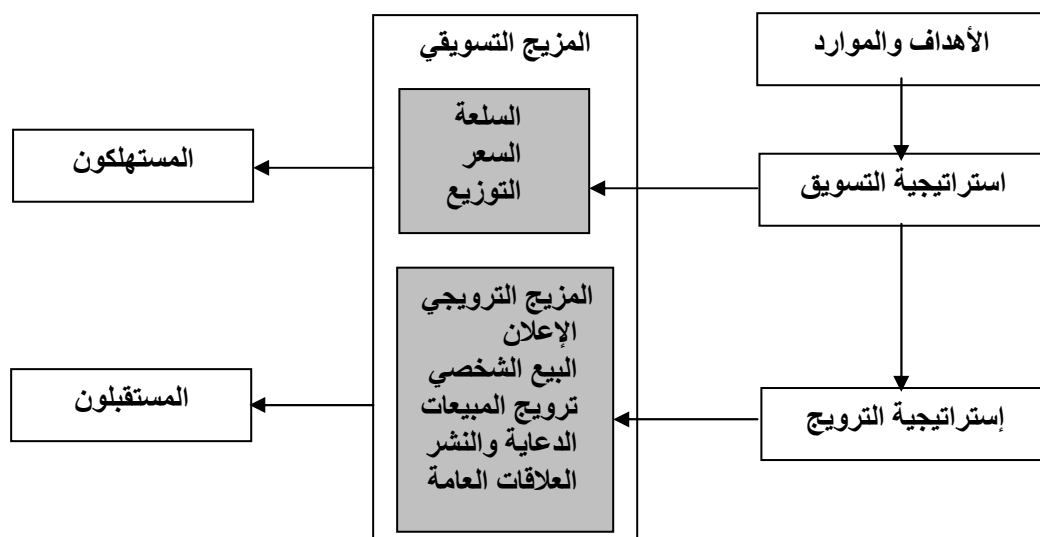 الأهداف والموارد
استراتيجية التسويق
إستراتيجية الترويج
المزيج التسويقي
السلعة
السعر
التوزيع
المزيج الترويجي
الإعلان
البيع الشخصي
ترويج المبيعات
الدعاية والنشر
العلاقات العامة
المستهلكون
المستقبلون